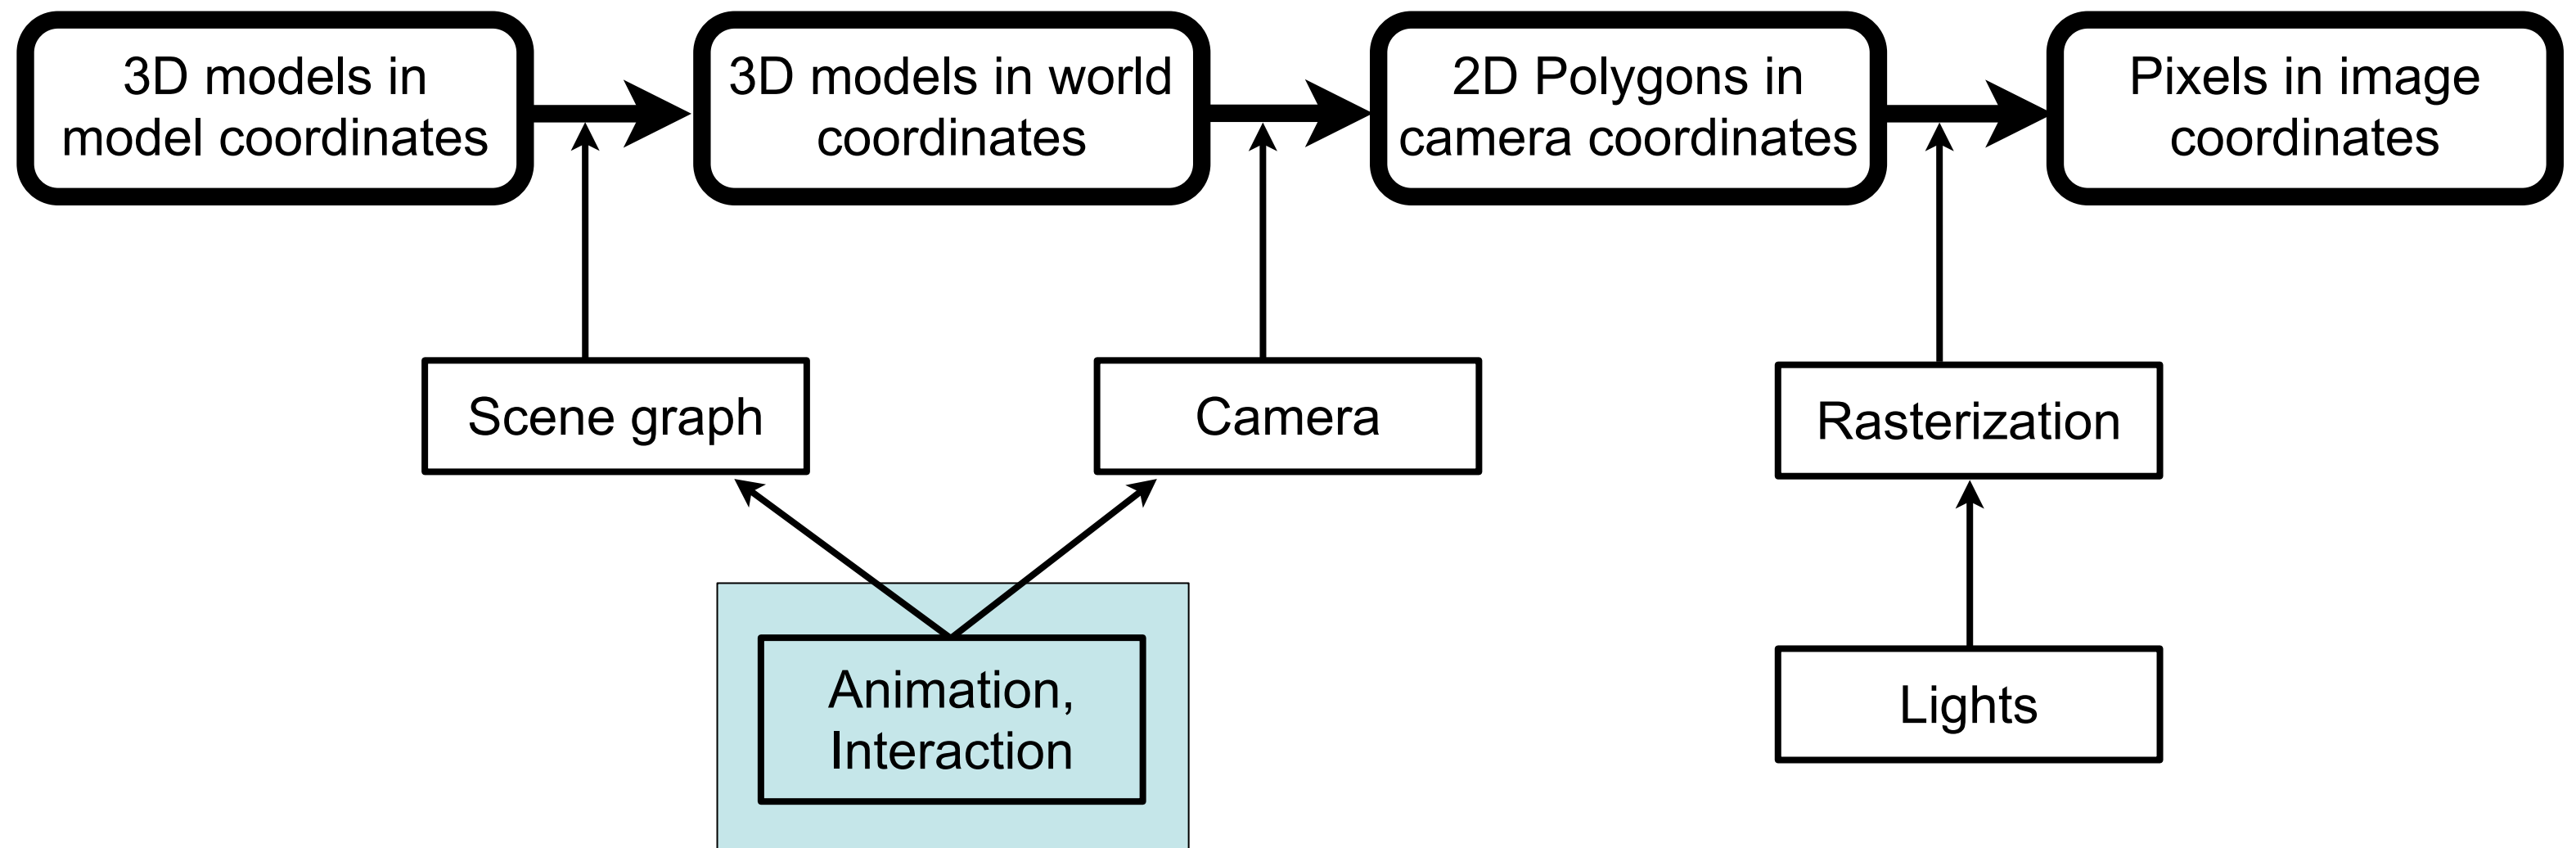 3D models in
model coordinates
3D models in world
coordinates
2D Polygons in
camera coordinates
Pixels in image
coordinates
Scene graph
Camera
Rasterization
Animation,
Interaction
Lights